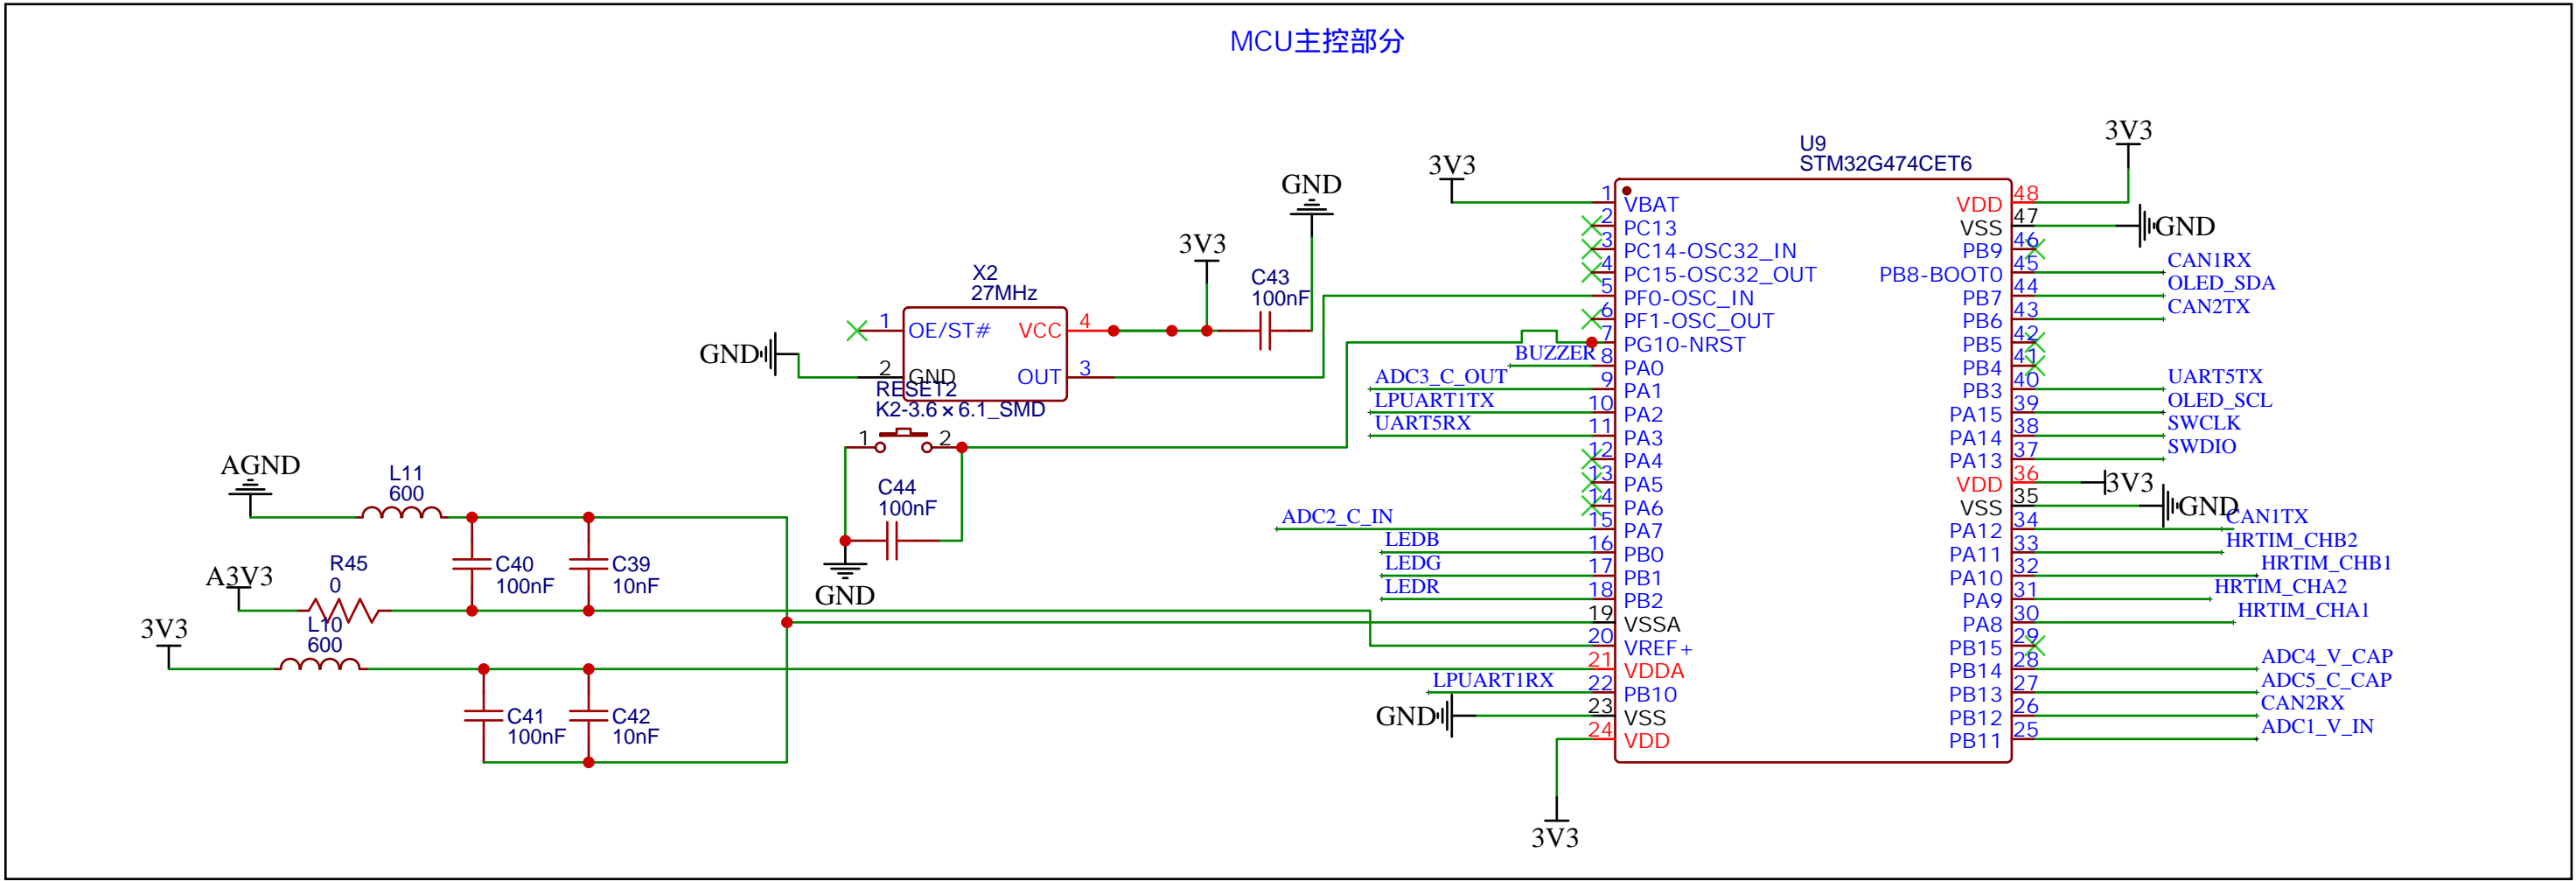 MCU主控部分
U9
STM32G474CET6
3V3
3V3
GND
3V3
GND
X2
27MHz
C43
100nF
1 OE/ST#
VCC 4
2 GND
OUT 3
GND
RESET2
K2-3.6×6.1_SMD
1
2
C44
100nF
GND
AGND
L11
600
C40
100nF
C39
10nF
A3V3
R45
0
3V3
L10
600
C41
100nF
C42
10nF
1 VBAT
2 PC13
3 PC14-OSC32_IN
4 PC15-OSC32_OUT
5 PF0-OSC_IN
6 PF1-OSC_OUT
7 PG10-NRST
BUZZER 8 PA0
ADC3_C_OUT 9 PA1
LPUART1TX 10 PA2
UART5RX 11 PA3
12 PA4
13 PA5
14 PA6
ADC2_C_IN 15 PA7
LEDB 16 PB0
LEDG 17 PB1
LEDR 18 PB2
19 VSSA
20 VREF+
21 VDDA
LPUART1RX 22 PB10
GND 23 VSS
24 VDD
3V3
VDD 48
VSS 47 GND
PB9 46
PB8-BOOT0 45 CAN1RX
PB7 44 OLED_SDA
PB6 43 CAN2TX
PB5 42
PB4 41
PB3 40 UART5TX
PA15 39 OLED_SCL
PA14 38 SWCLK
PA13 37 SWDIO
VDD 36 3V3
VSS 35 GND
PA12 34 CAN1TX
PA11 33 HRTIM_CHB2
PA10 32 HRTIM_CHB1
PA9 31 HRTIM_CHA2
PA8 30 HRTIM_CHA1
PB15 29
PB14 28 ADC4_V_CAP
PB13 27 ADC5_C_CAP
PB12 26 CAN2RX
PB11 25 ADC1_V_IN